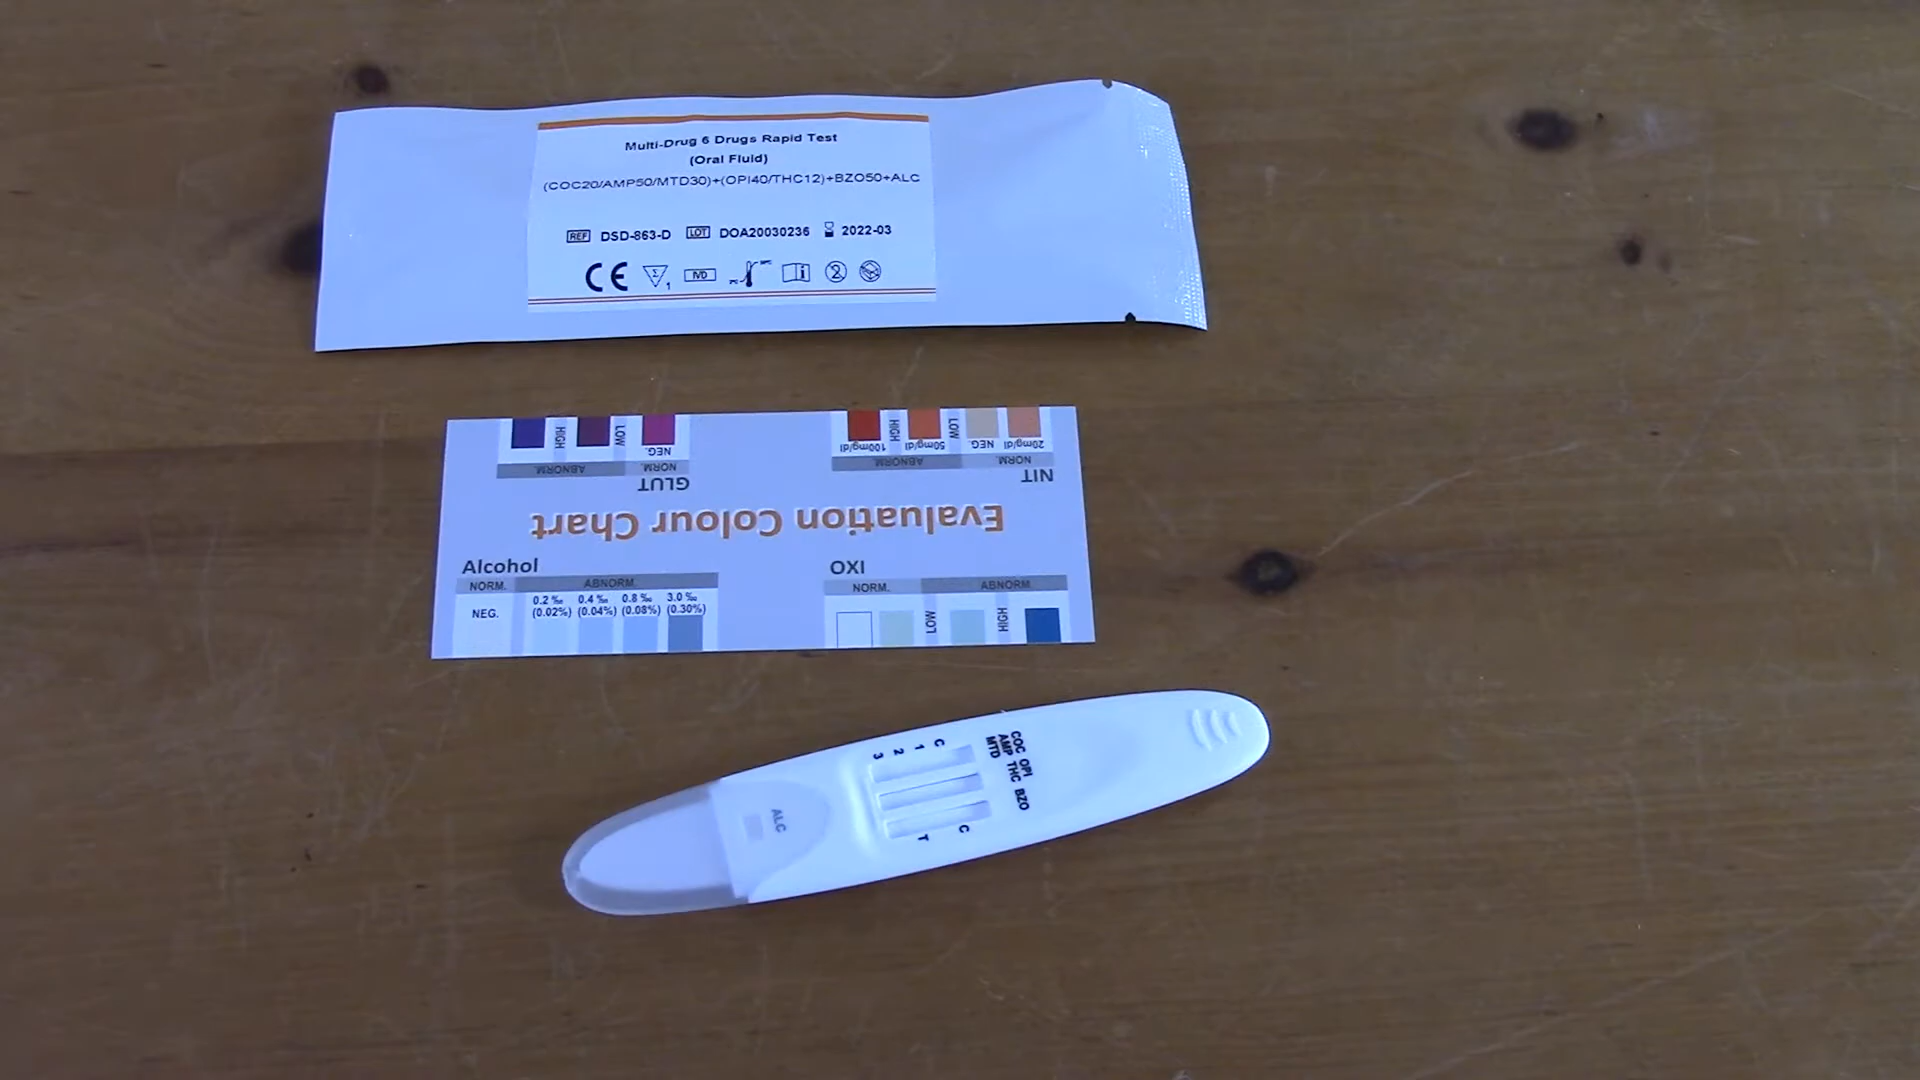 Multi-Drug 6 Drugs Rapid Test
(Oral Fluid)
(COC20/AMP50/MTD30)+(OPI40/THC12)+BZO50+ALC
REF DSD-863-D LOT DOA20030236 2022-03
CE Σ 1 IVD i 2
HIGH LOW NEG.
ABNORM. NORM.
GLUT
100mg/dl HIGH 50mg/dl LOW NEG. 20mg/dl
ABNORM. NORM.
NIT
Evaluation Colour Chart
Alcohol
NORM. ABNORM.
NEG. 0.2 ‰ 0.4 ‰ 0.8 ‰ 3.0 ‰
(0.02%) (0.04%) (0.08%) (0.30%)
OXI
NORM. ABNORM.
LOW HIGH
ALC
3 2 1 C
T C
COC OPI
AMP THC BZO
MTD